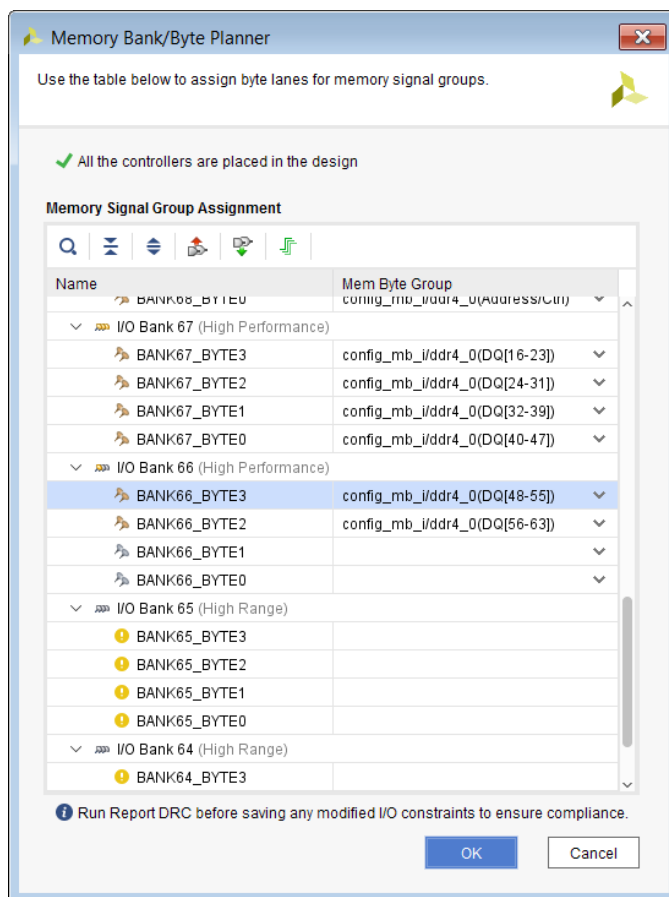 Memory Bank/Byte Planner
Use the table below to assign byte lanes for memory signal groups.
All the controllers are placed in the design
Memory Signal Group Assignment
Name Mem Byte Group
BANK68_BYTE0 config_mb_i/ddr4_0(Address/Ctrl)
I/O Bank 67 (High Performance)
BANK67_BYTE3 config_mb_i/ddr4_0(DQ[16-23])
BANK67_BYTE2 config_mb_i/ddr4_0(DQ[24-31])
BANK67_BYTE1 config_mb_i/ddr4_0(DQ[32-39])
BANK67_BYTE0 config_mb_i/ddr4_0(DQ[40-47])
I/O Bank 66 (High Performance)
BANK66_BYTE3 config_mb_i/ddr4_0(DQ[48-55])
BANK66_BYTE2 config_mb_i/ddr4_0(DQ[56-63])
BANK66_BYTE1
BANK66_BYTE0
I/O Bank 65 (High Range)
BANK65_BYTE3
BANK65_BYTE2
BANK65_BYTE1
BANK65_BYTE0
I/O Bank 64 (High Range)
BANK64_BYTE3
Run Report DRC before saving any modified I/O constraints to ensure compliance.
OK Cancel